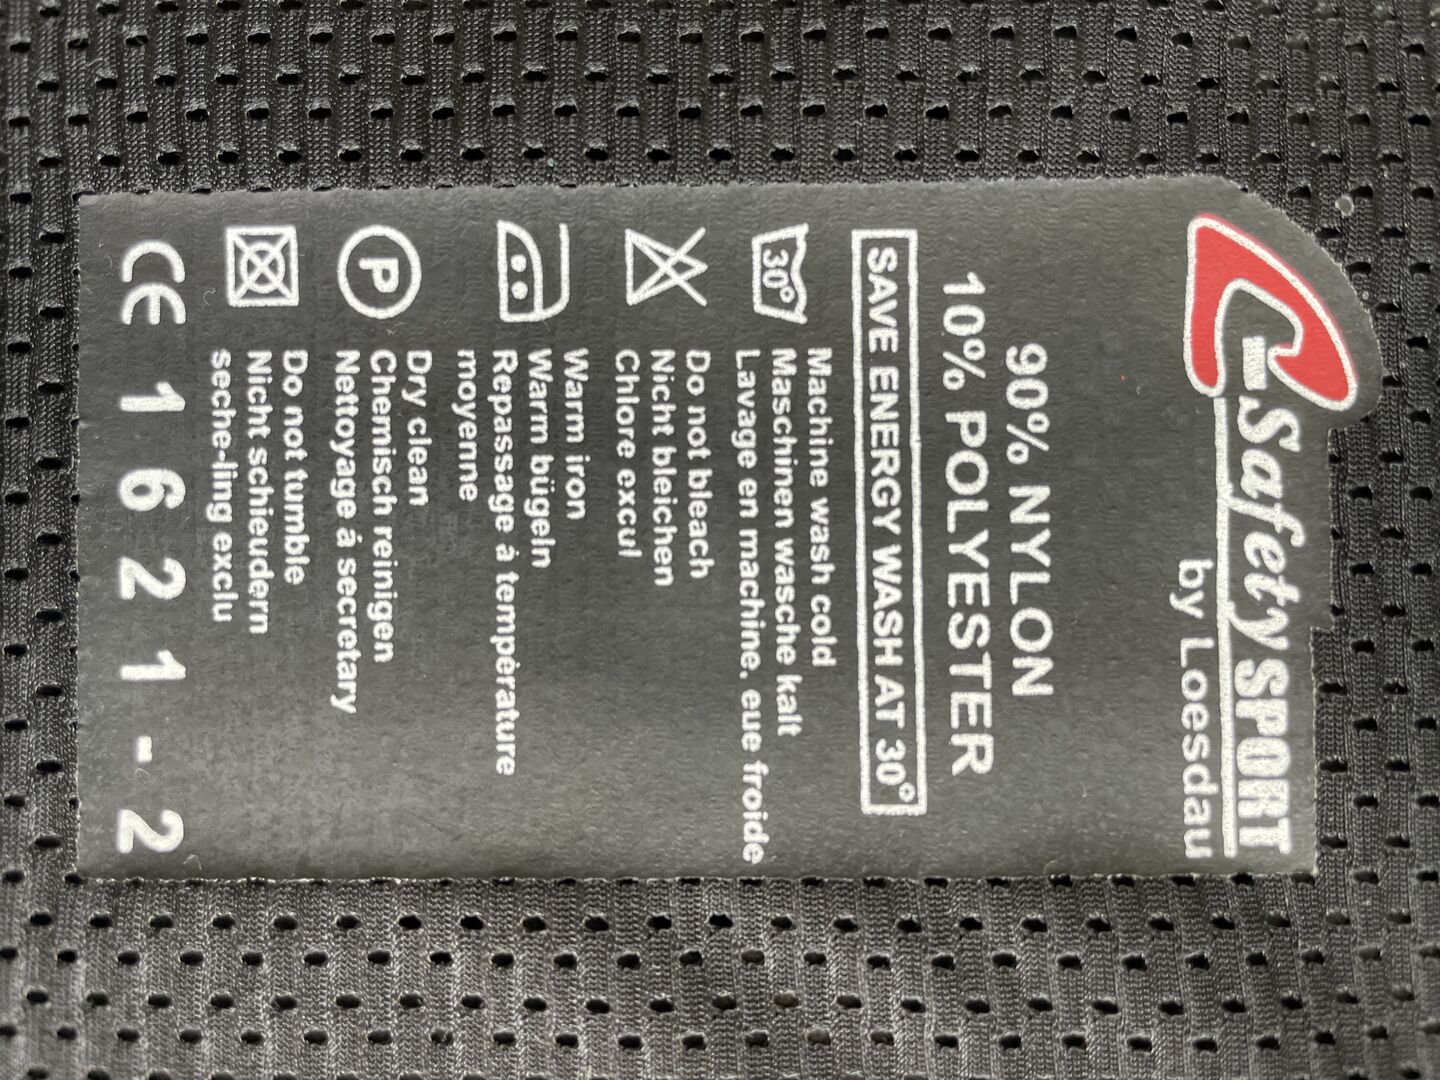 C-Safety SPORT
by Loesdau
90% NYLON
10% POLYESTER
SAVE ENERGY WASH AT 30°
30°
Machine wash cold
Maschinen wasche kalt
Lavage en machine. eue froide
Do not bleach
Nicht bleichen
Chlore excul
Warm iron
Warm bügeln
Repassage á température
moyenne
P
Dry clean
Chemisch reinigen
Nettoyage á secretary
Do not tumble
Nicht schieudern
seche-ling exclu
CE 1621-2